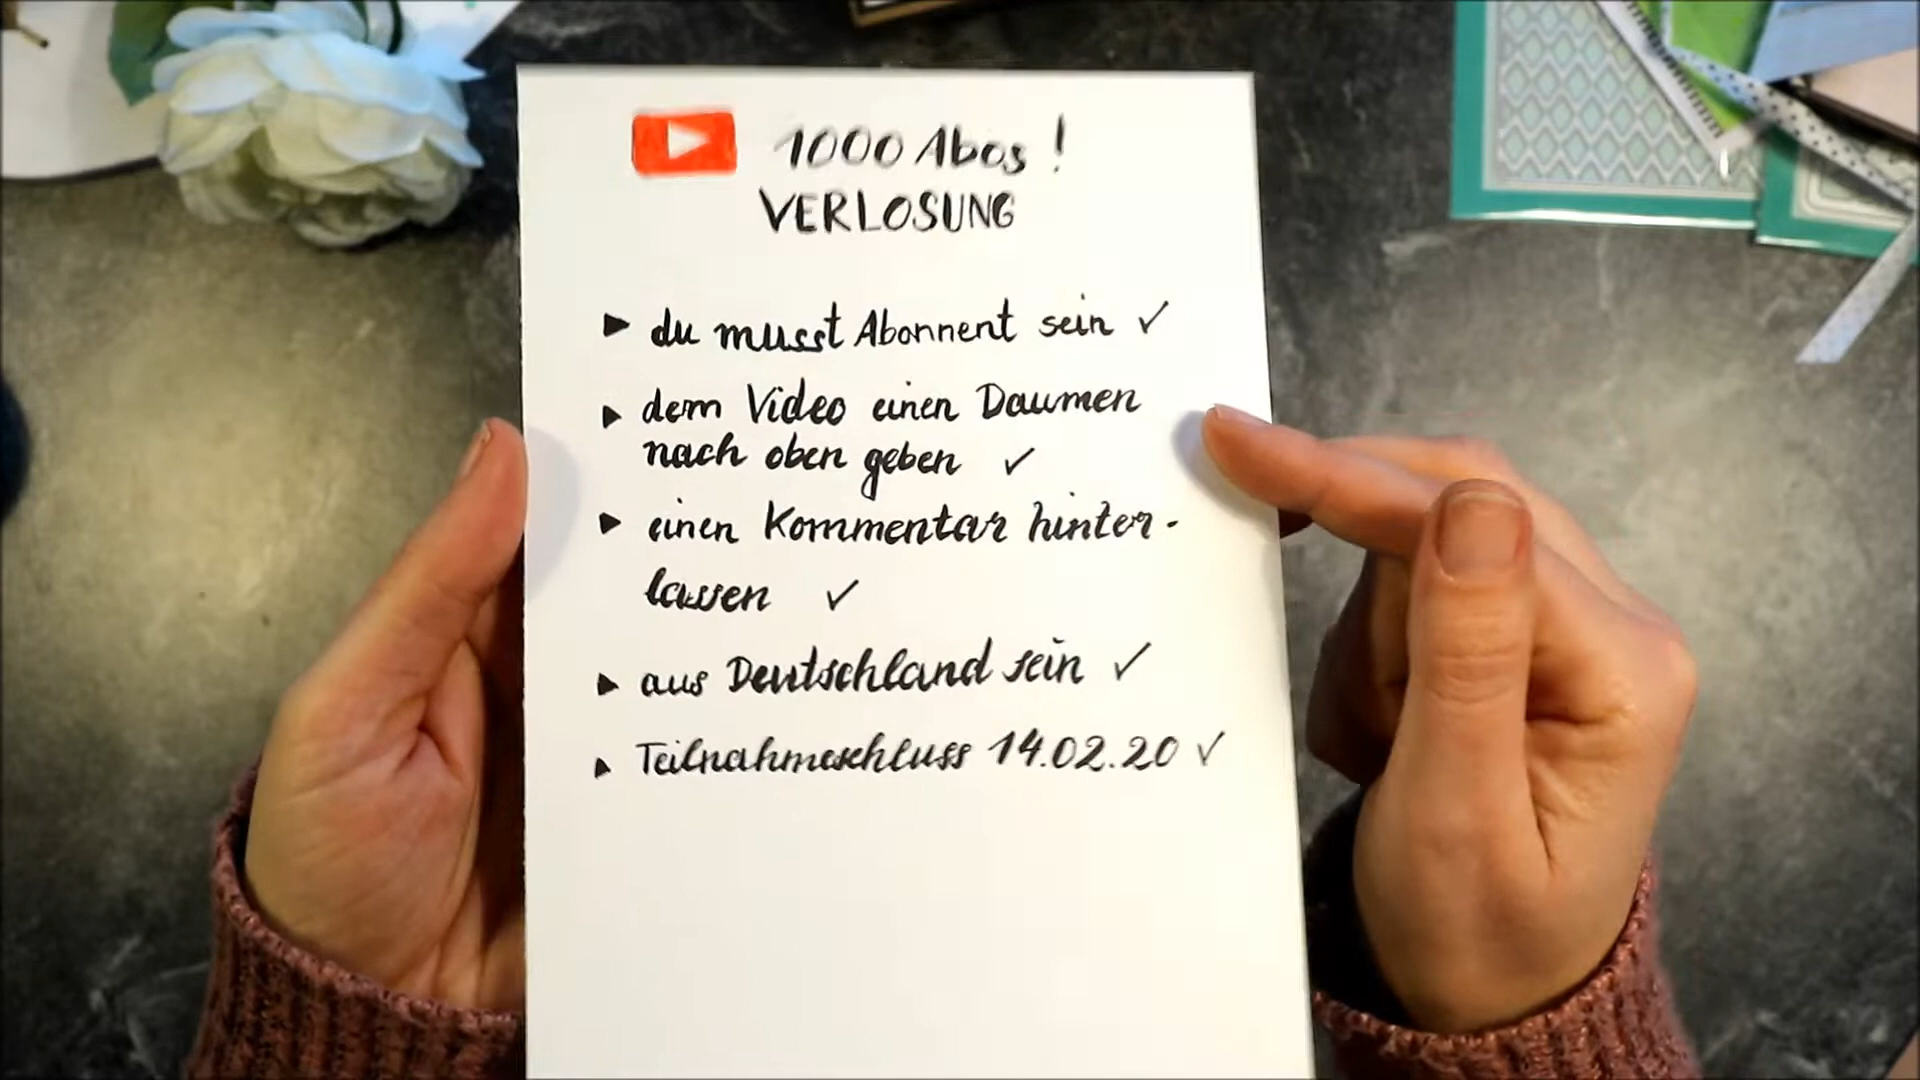 1000 Abos !
VERLOSUNG
▶ du musst Abonnent sein ✓
▶ dem Video einen Daumen
nach oben geben ✓
▶ einen Kommentar hinter-
lassen ✓
▶ aus Deutschland sein ✓
▶ Teilnahmeschluss 14.02.20 ✓